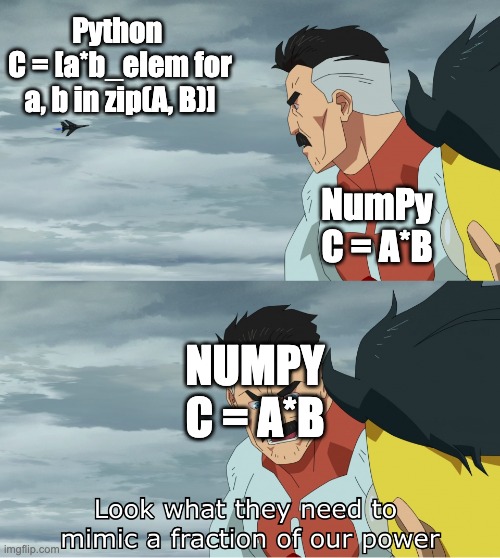 Python
C = [a*b_elem for
a, b in zip(A, B)]
NumPy
C = A*B
NUMPY
C = A*B
Look what they need to
mimic a fraction of our power
imgflip.com